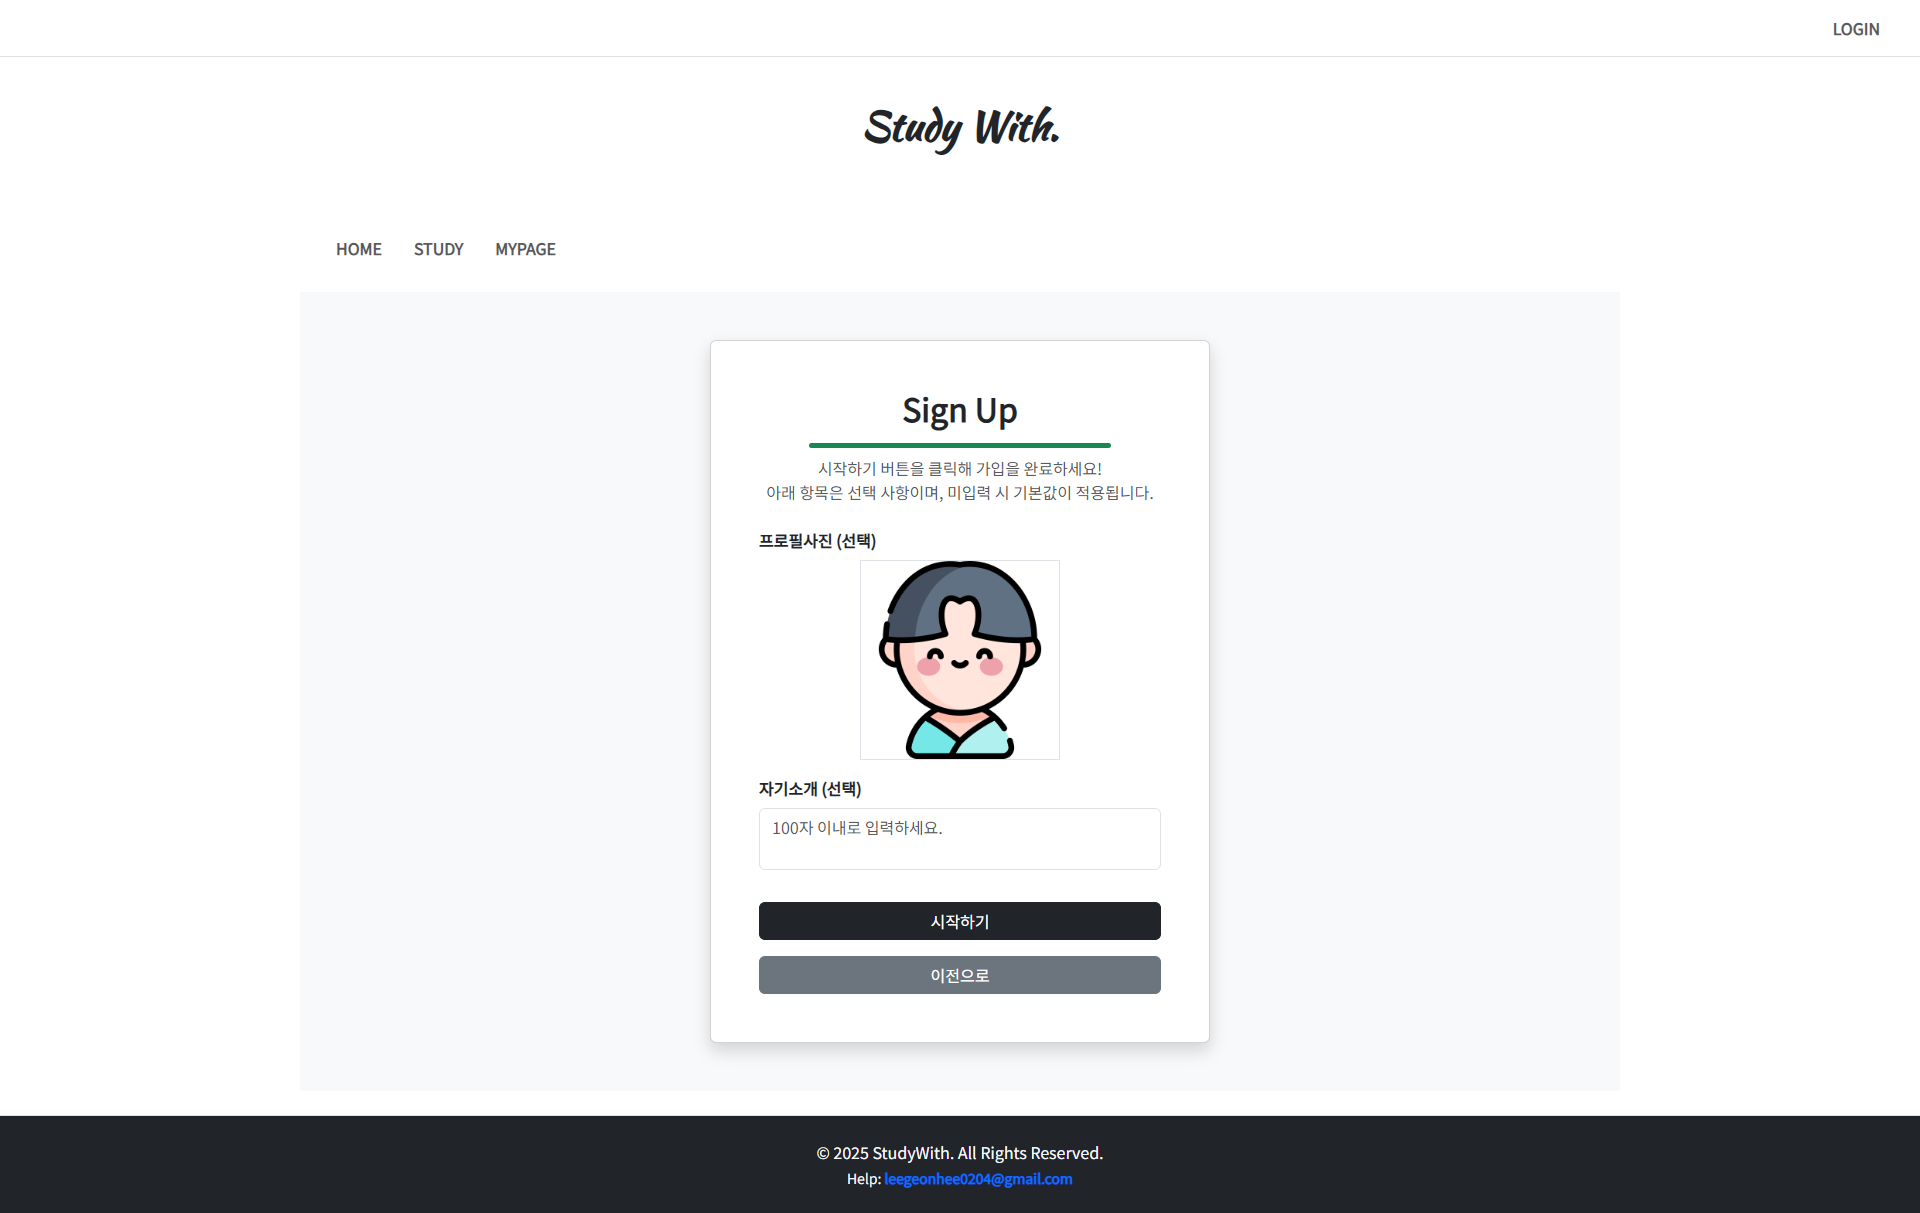 LOGIN
Study With.
HOME STUDY MYPAGE
Sign Up
시작하기 버튼을 클릭해 가입을 완료하세요!
아래 항목은 선택 사항이며, 미입력 시 기본값이 적용됩니다.
프로필사진 (선택)
자기소개 (선택)
100자 이내로 입력하세요.
시작하기
이전으로
© 2025 StudyWith. All Rights Reserved.
Help: leegeonhee0204@gmail.com